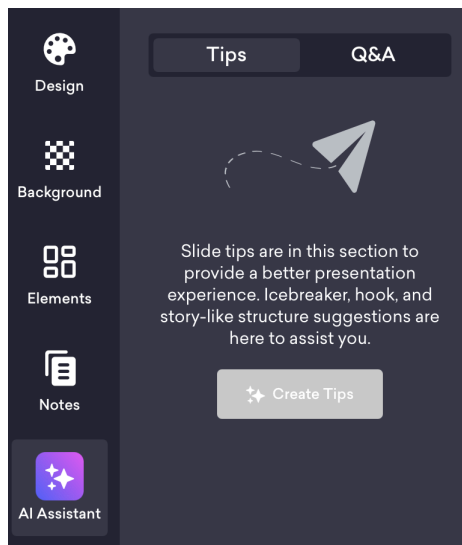 Design
Background
Elements
Notes
AI Assistant
Tips
Q&A
Slide tips are in this section to
provide a better presentation
experience. Icebreaker, hook, and
story-like structure suggestions are
here to assist you.
Create Tips